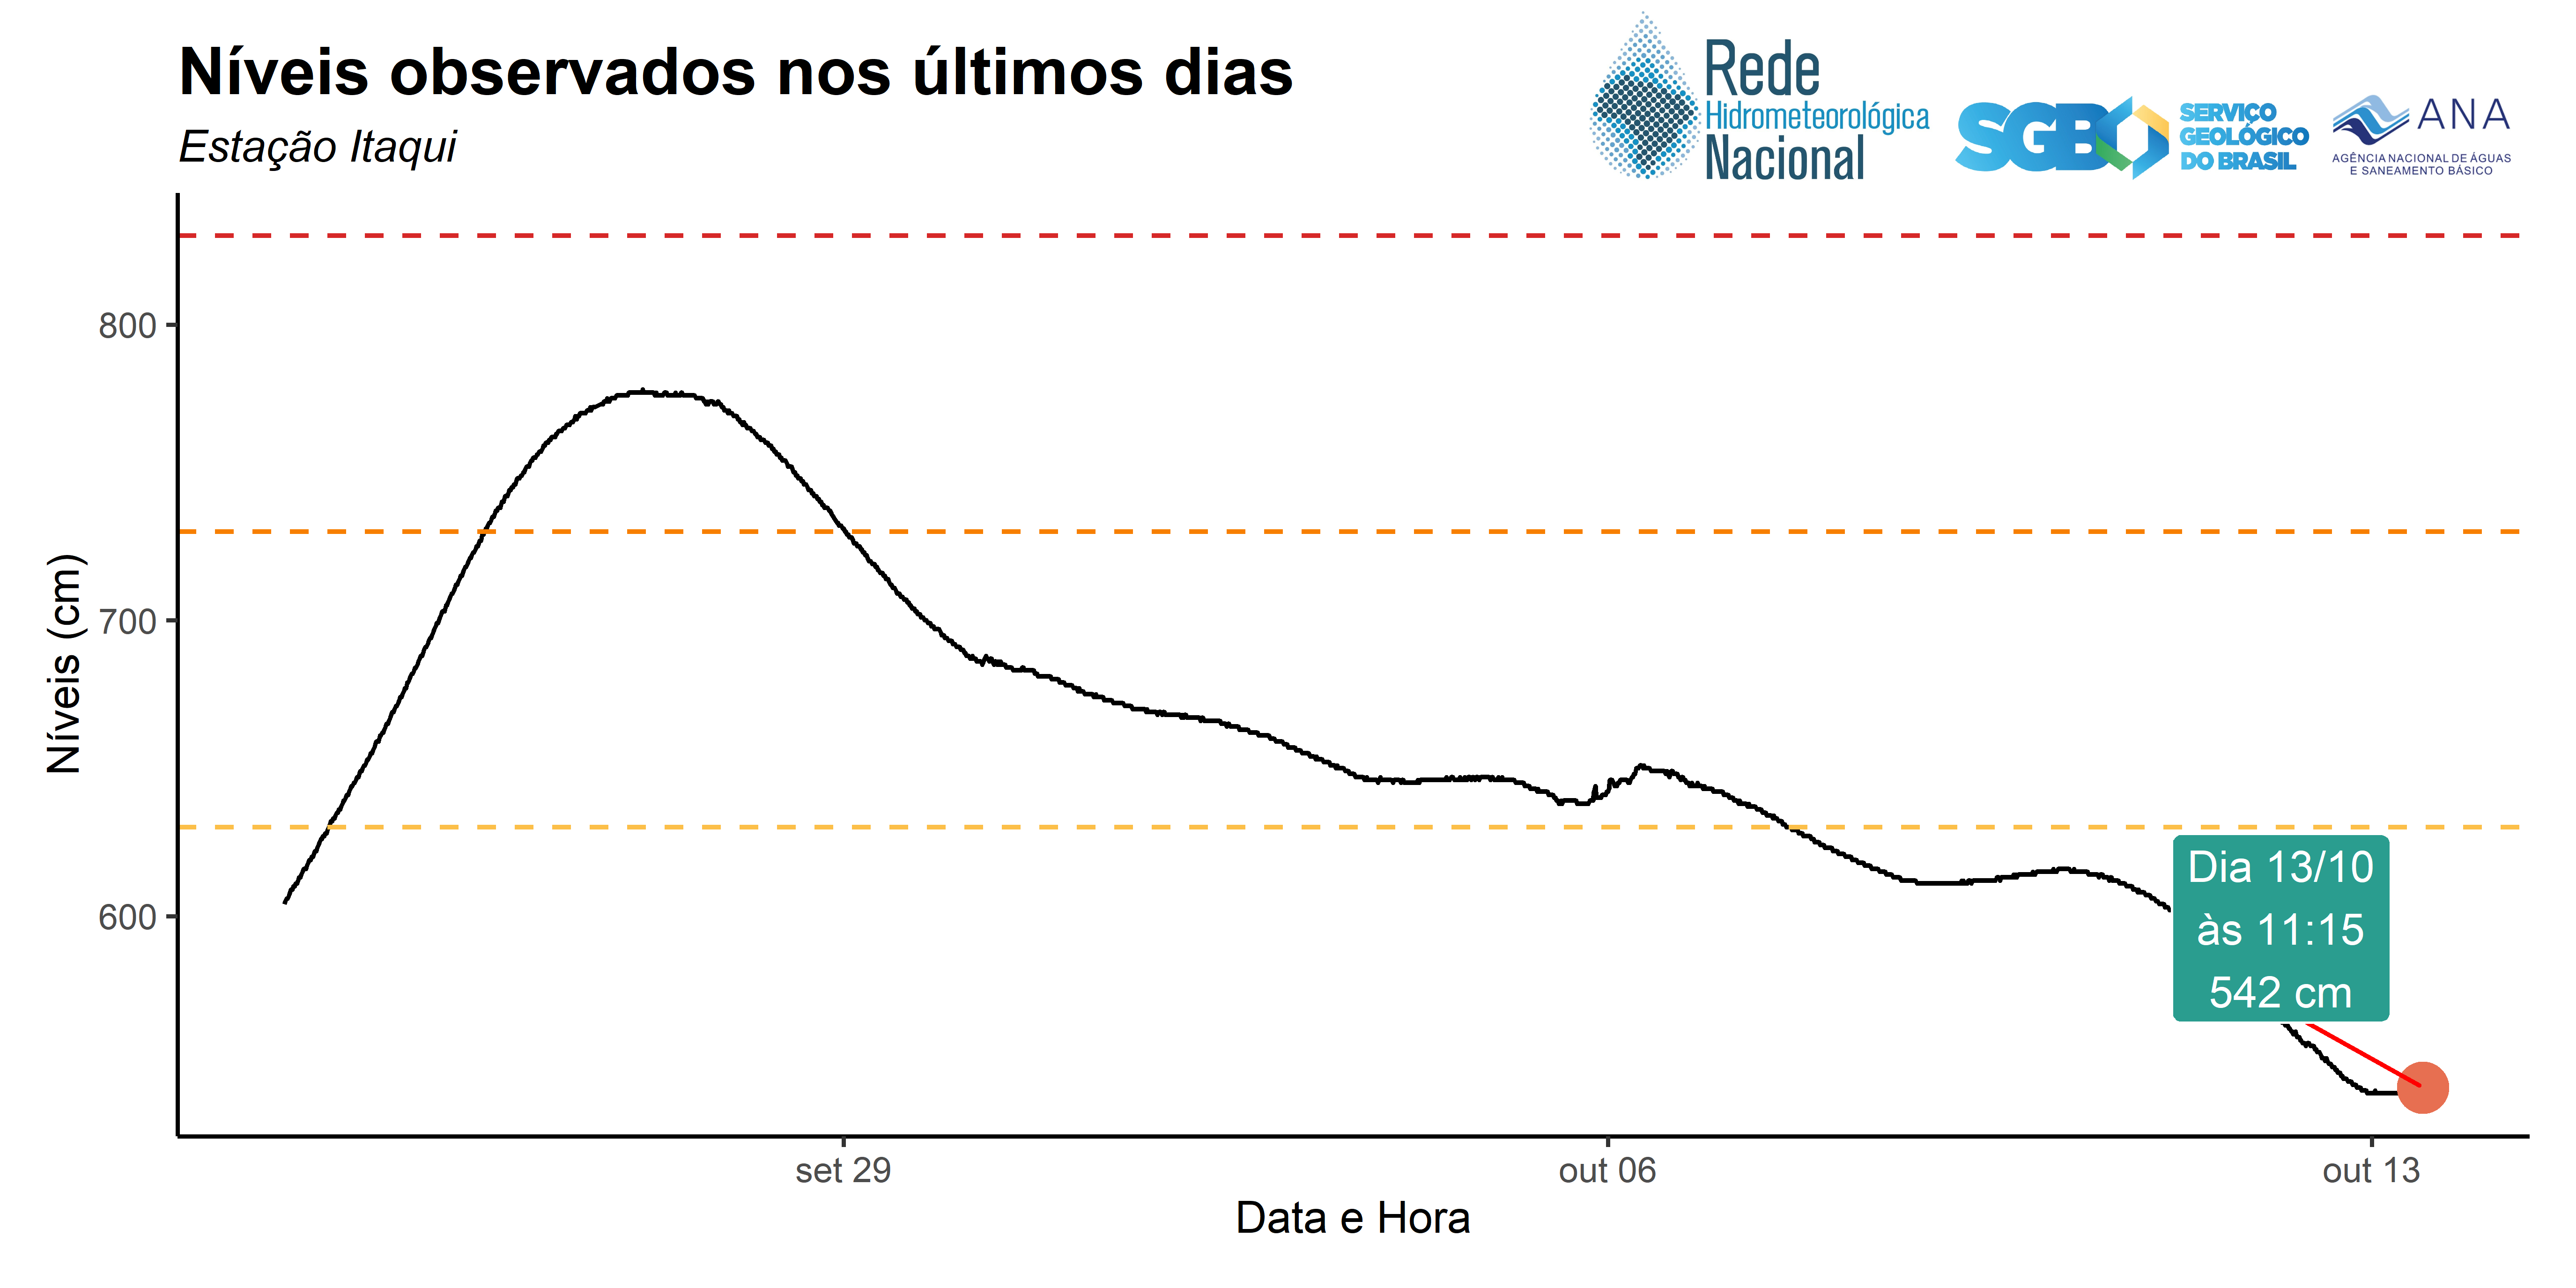 Níveis observados nos últimos dias
Estação Itaqui
Rede
Hidrometeorológica
Nacional
SGB
SERVIÇO
GEOLÓGICO
DO BRASIL
ANA
AGÊNCIA NACIONAL DE ÁGUAS
E SANEAMENTO BÁSICO
Níveis (cm)
800
700
600
Dia 13/10
às 11:15
542 cm
set 29
out 06
out 13
Data e Hora